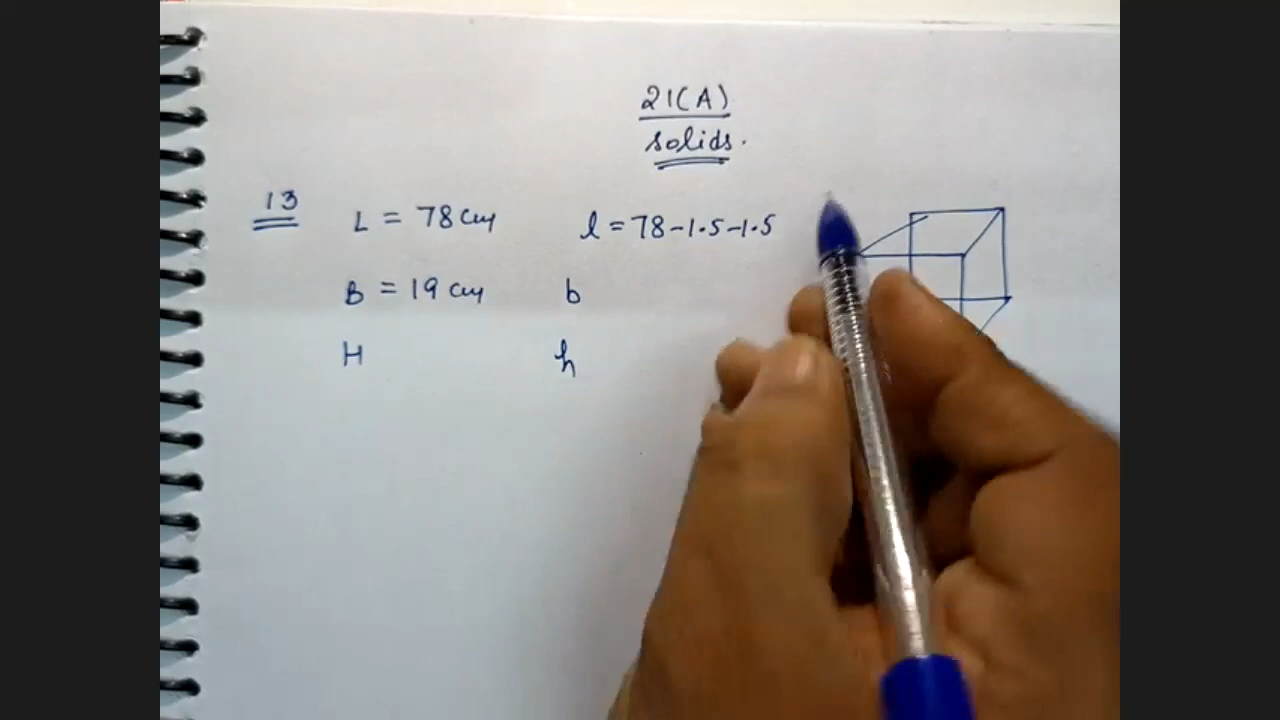 21(A)
solids.
13 L = 78 cm l = 78-1.5-1.5
B = 19 cm b
H h